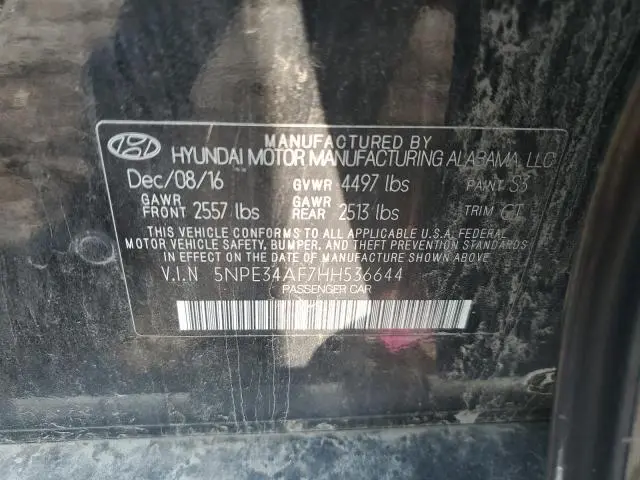 MANUFACTURED BY
HYUNDAI MOTOR MANUFACTURING ALABAMA, LLC
Dec/08/16 GVWR 4497 lbs PAINT S3
GAWR FRONT 2557 lbs GAWR REAR 2513 lbs TRIM CT
THIS VEHICLE CONFORMS TO ALL APPLICABLE U.S.A. FEDERAL
MOTOR VEHICLE SAFETY, BUMPER, AND THEFT PREVENTION STANDARDS
IN EFFECT ON THE DATE OF MANUFACTURE SHOWN ABOVE.
V.I.N 5NPE34AF7HH536644
PASSENGER CAR